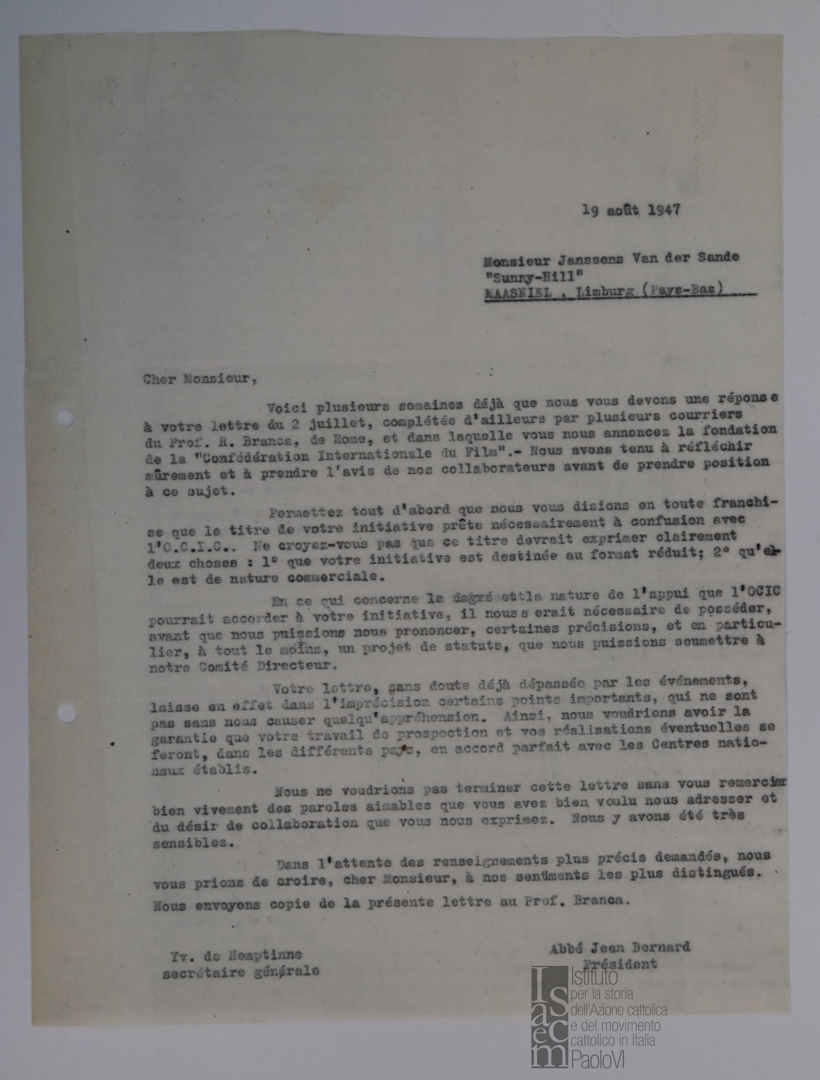 19 août 1947
Monsieur Janssens Van der Sande
"Sunny-Hill"
MAASNIEL . Limburg (Pays-Bas)
Cher Monsieur,
Voici plusieurs semaines déjà que nous vous devons une réponse
à votre lettre du 2 juillet, complétée d'ailleurs par plusieurs courriers
du Prof. R. Branca, de Rome, et dans laquelle vous nous annoncez la fondation
de la "Confédération Internationale du Film".- Nous avons tenu à réfléchir
mûrement et à prendre l'avis de nos collaborateurs avant de prendre position
à ce sujet.
Permettez tout d'abord que nous vous disions en toute franchi-
se que le titre de votre initiative prête nécessairement à confusion avec
l'O.C.I.C.. Ne croyez-vous pas que ce titre devrait exprimer clairement
deux choses : 1° que votre initiative est destinée au format réduit; 2° qu'el-
le est de nature commerciale.
En ce qui concerne le degré ettla nature de l'appui que l'OCIC
pourrait accorder à votre initiative, il nouss erait nécessaire de posséder,
avant que nous puissions nous prononcer, certaines précisions, et en particu-
lier, à tout le moins, un projet de statuts, que nous puissions soumettre à
notre Comité Directeur.
Votre lettre, sans doute déjà dépassée par les événements,
laisse en effet dans l'imprécision certains points importants, qui ne sont
pas sans nous causer quelqu'appréhension. Ainsi, nous voudrions avoir la
garantie que votre travail de prospection et vos réalisations éventuelles se
feront, dans les différents pays, en accord parfait avec les Centres natio-
naux établis.
Nous ne voudrions pas terminer cette lettre sans vous remercier
bien vivement des paroles aimables que vous avez bien voulu nous adresser et
du désir de collaboration que vous nous exprimez. Nous y avons été très
sensibles.
Dans l'attente des renseignements plus précis demandés, nous
vous prions de croire, cher Monsieur, à nos sentiments les plus distingués.
Nous envoyons copie de la présente lettre au Prof. Branca.
Yv. de Hemptinne
secrétaire générale
Abbé Jean Bernard
Président
Isacem
Istituto
per la storia
dell'Azione cattolica
e del movimento
cattolico in Italia
PaoloVI